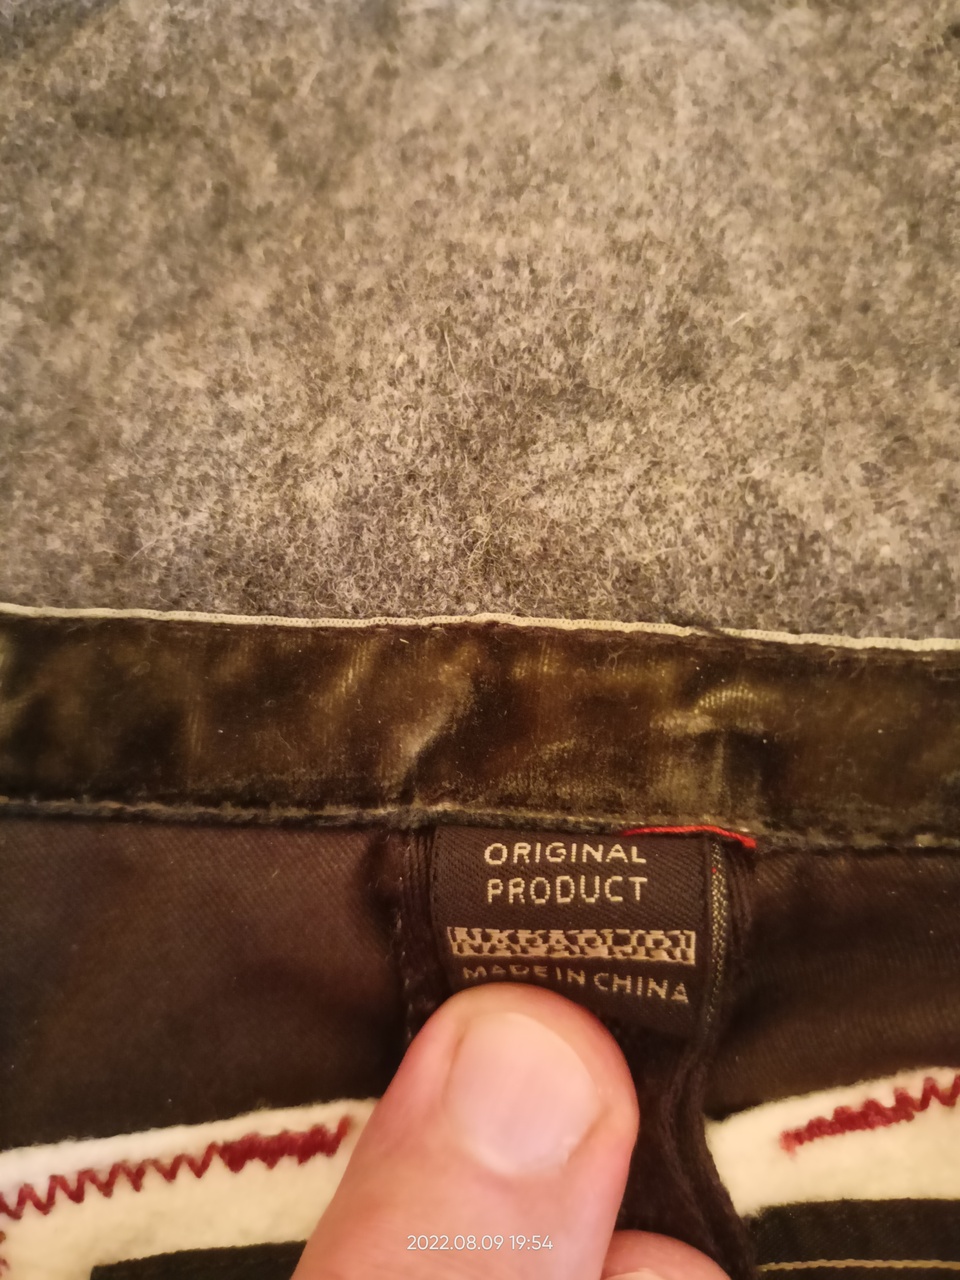 ORIGINAL
PRODUCT
NAPAPIJRI
MADE IN CHINA
2022.08.09 19:54